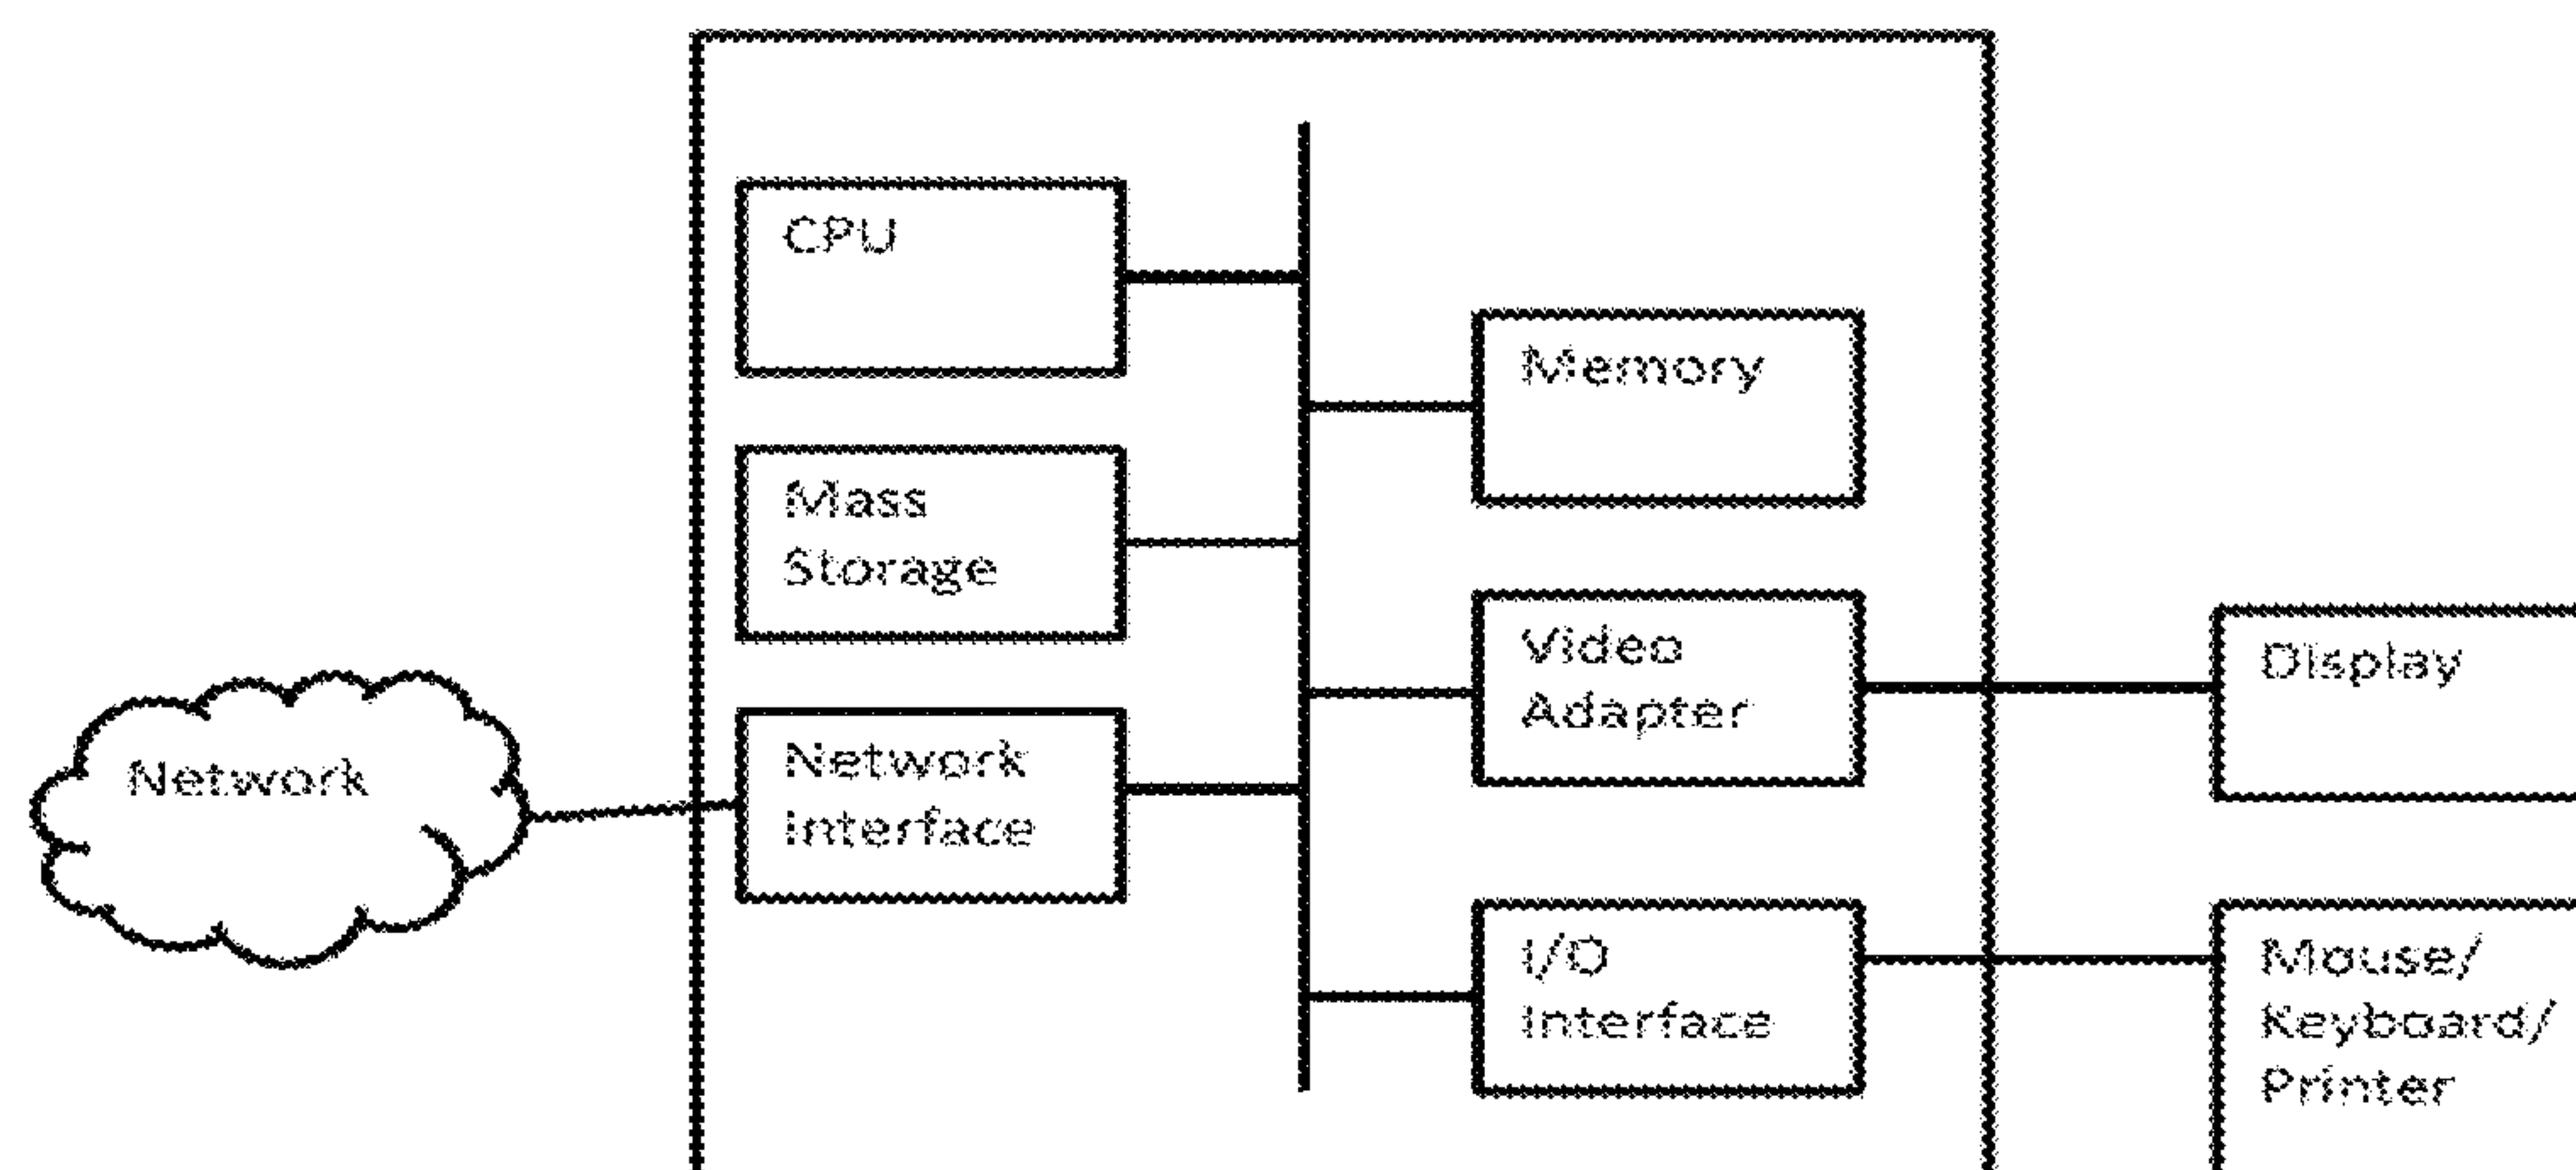 CPU
Memory
Mass
Storage
Video
Adapter
Display
Network
Network
Interface
I/O
Interface
Mouse/
Keyboard/
Printer